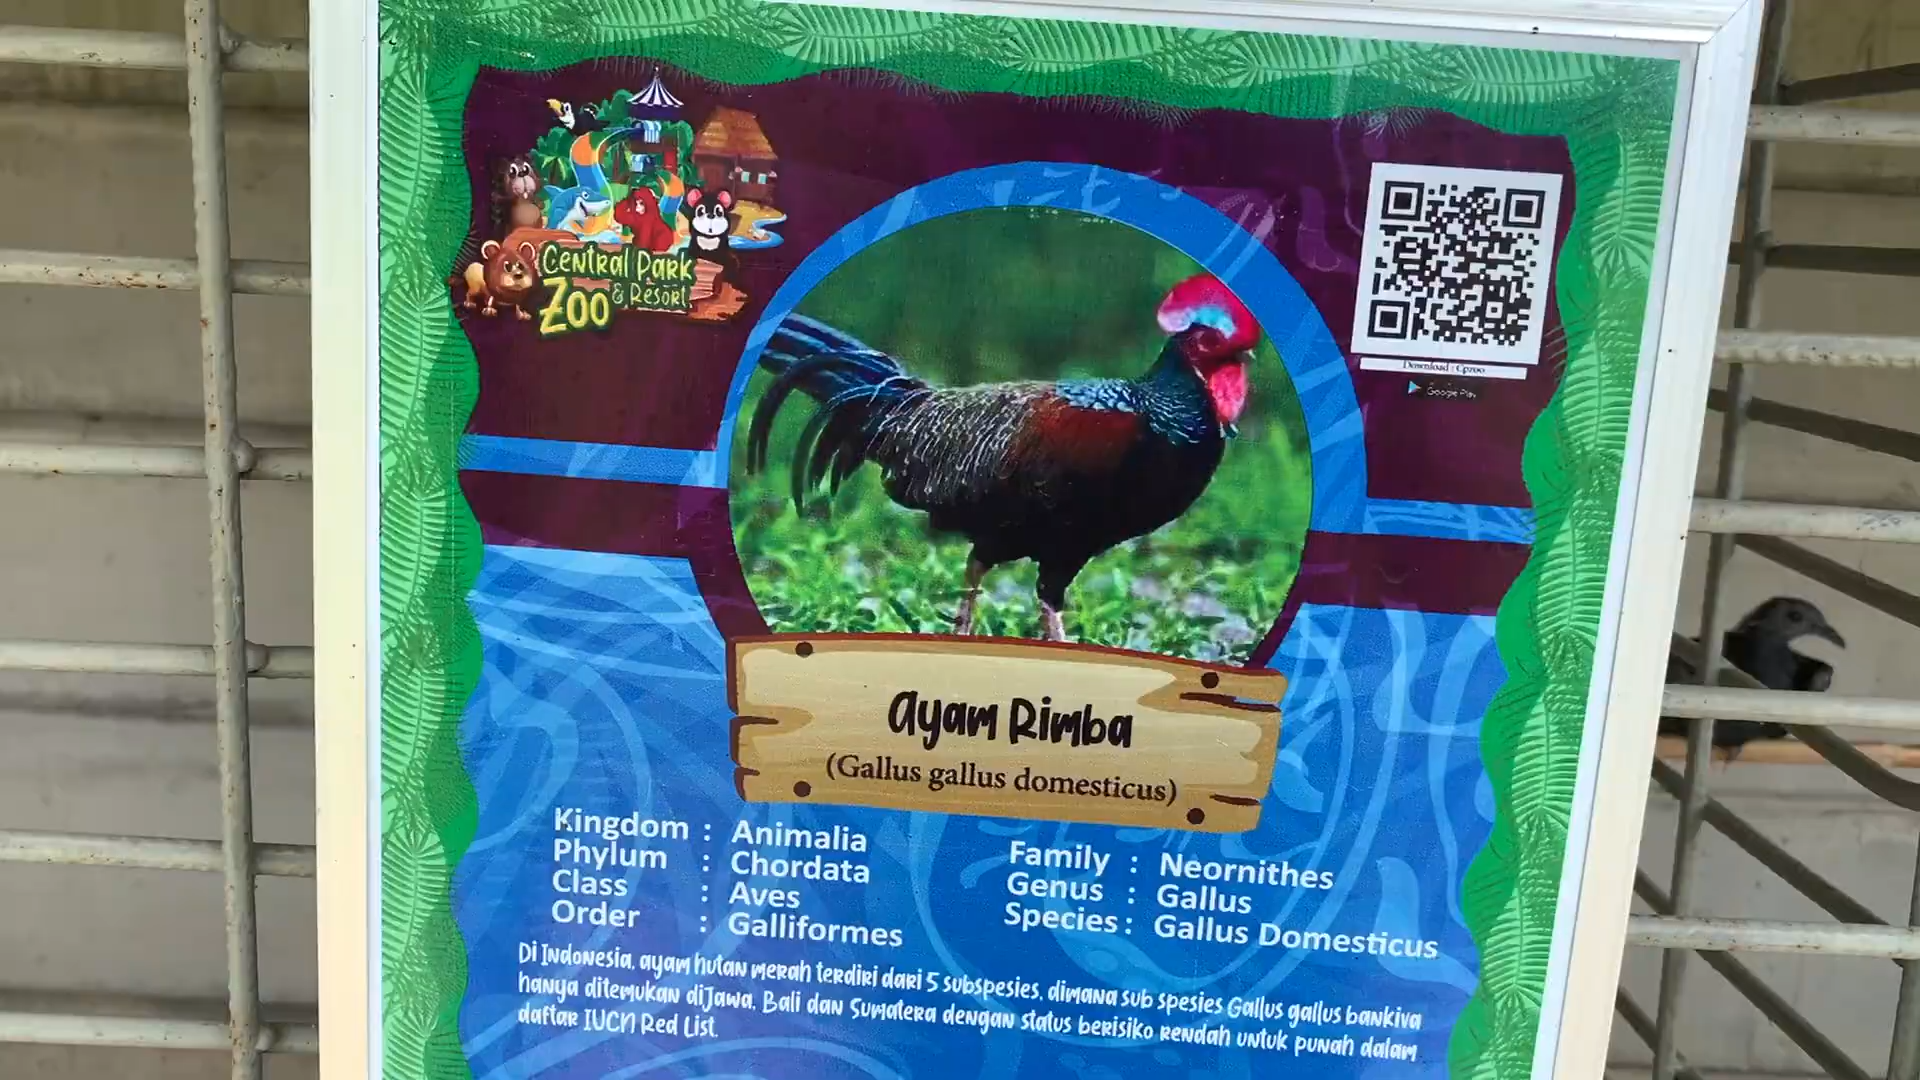 Central Park
Zoo & Resort
Download : Cpzoo
Google Play
Ayam Rimba
(Gallus gallus domesticus)
Kingdom : Animalia
Phylum : Chordata
Class : Aves
Order : Galliformes
Family : Neornithes
Genus : Gallus
Species : Gallus Domesticus
Di Indonesia, ayam hutan merah terdiri dari 5 subspesies, dimana sub spesies Gallus gallus bankiva
hanya ditemukan diJawa, Bali dan Sumatera dengan status berisiko rendah untuk punah dalam
daftar IUCN Red List.